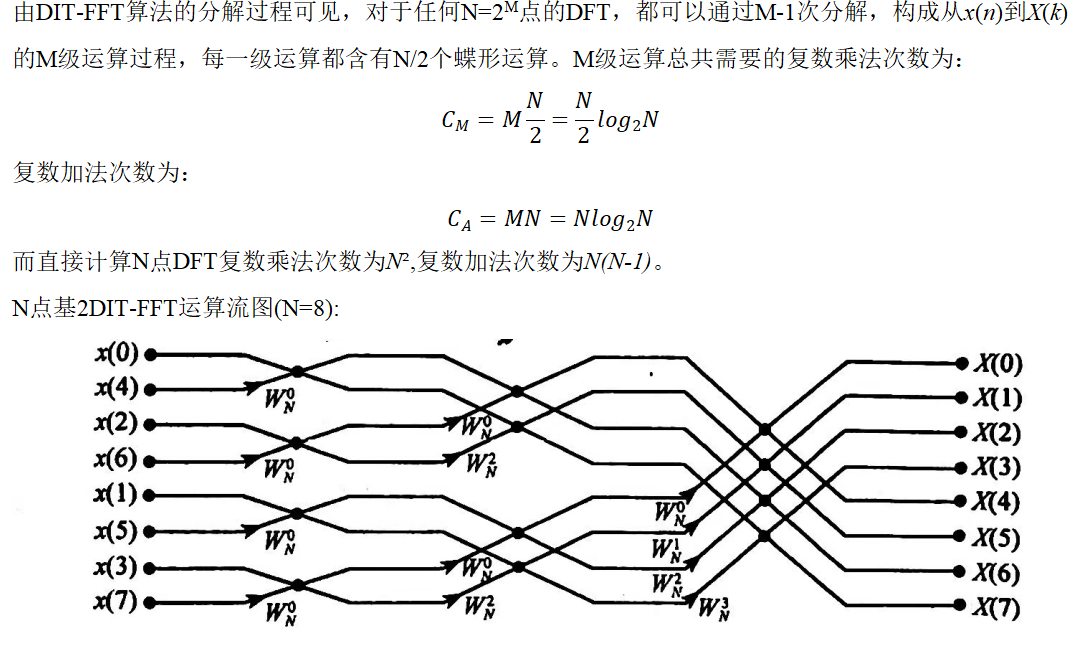 由DIT-FFT算法的分解过程可见，对于任何N=2ᴹ点的DFT，都可以通过M-1次分解，构成从x(n)到X(k)
的M级运算过程，每一级运算都含有N/2个蝶形运算。M级运算总共需要的复数乘法次数为：
C_M = M N/2 = N/2 log₂N
复数加法次数为：
C_A = MN = Nlog₂N
而直接计算N点DFT复数乘法次数为N²,复数加法次数为N(N-1)。
N点基2DIT-FFT运算流图(N=8):
x(0) X(0)
x(4) W_N^0 X(1)
x(2) W_N^0 X(2)
x(6) W_N^0 W_N^2 X(3)
x(1) W_N^0 X(4)
x(5) W_N^0 W_N^1 X(5)
x(3) W_N^0 W_N^2 X(6)
x(7) W_N^0 W_N^2 W_N^3 X(7)